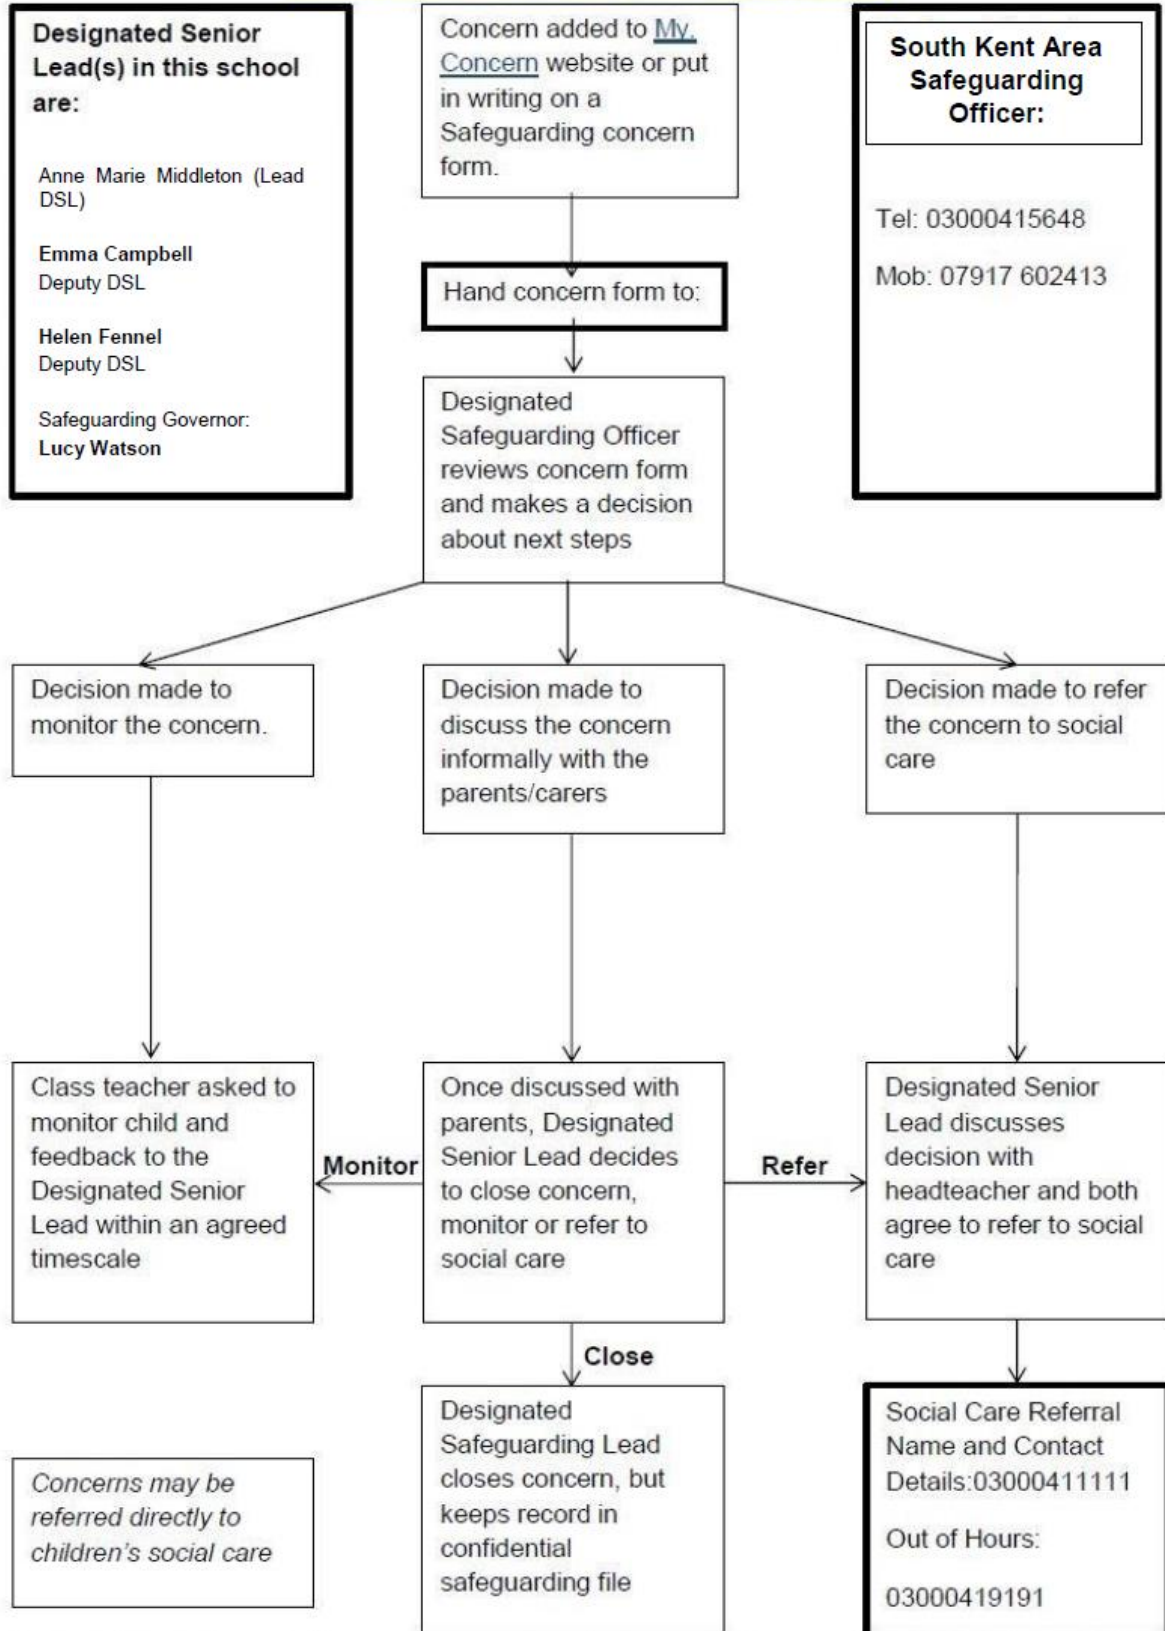 Designated Senior
Lead(s) in this school
are:
Anne Marie Middleton (Lead
DSL)
Emma Campbell
Deputy DSL
Helen Fennel
Deputy DSL
Safeguarding Governor:
Lucy Watson
Concern added to My
Concern website or put
in writing on a
Safeguarding concern
form.
South Kent Area
Safeguarding
Officer:
Tel: 03000415648
Mob: 07917 602413
Hand concern form to:
Designated
Safeguarding Officer
reviews concern form
and makes a decision
about next steps
Decision made to
monitor the concern.
Decision made to
discuss the concern
informally with the
parents/carers
Decision made to refer
the concern to social
care
Class teacher asked to
monitor child and
feedback to the
Designated Senior
Lead within an agreed
timescale
Monitor
Once discussed with
parents, Designated
Senior Lead decides
to close concern,
monitor or refer to
social care
Refer
Designated Senior
Lead discusses
decision with
headteacher and both
agree to refer to social
care
Close
Concerns may be
referred directly to
children's social care
Designated
Safeguarding Lead
closes concern, but
keeps record in
confidential
safeguarding file
Social Care Referral
Name and Contact
Details:03000411111
Out of Hours:
03000419191